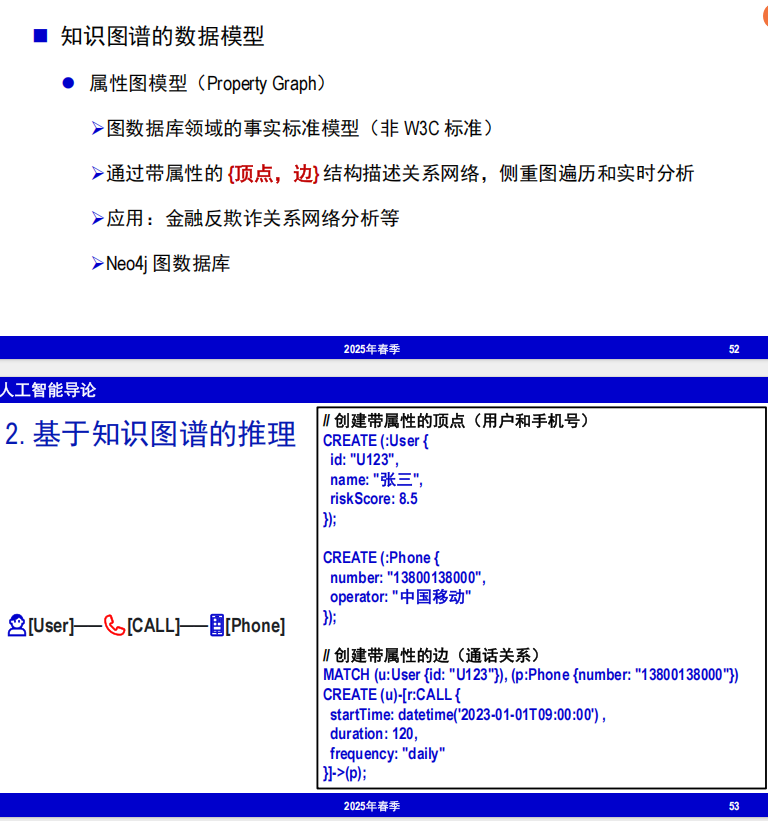 知识图谱的数据模型
属性图模型（Property Graph）
图数据库领域的事实标准模型（非 W3C 标准）
通过带属性的 {顶点，边} 结构描述关系网络，侧重图遍历和实时分析
应用：金融反欺诈关系网络分析等
Neo4j 图数据库
2025年春季 52
人工智能导论
2. 基于知识图谱的推理
[User]——[CALL]——[Phone]
// 创建带属性的顶点（用户和手机号）
CREATE (:User {
id: "U123",
name: "张三",
riskScore: 8.5
});
CREATE (:Phone {
number: "13800138000",
operator: "中国移动"
});
// 创建带属性的边（通话关系）
MATCH (u:User {id: "U123"}), (p:Phone {number: "13800138000"})
CREATE (u)-[r:CALL {
startTime: datetime('2023-01-01T09:00:00') ,
duration: 120,
frequency: "daily"
}]->(p);
2025年春季 53